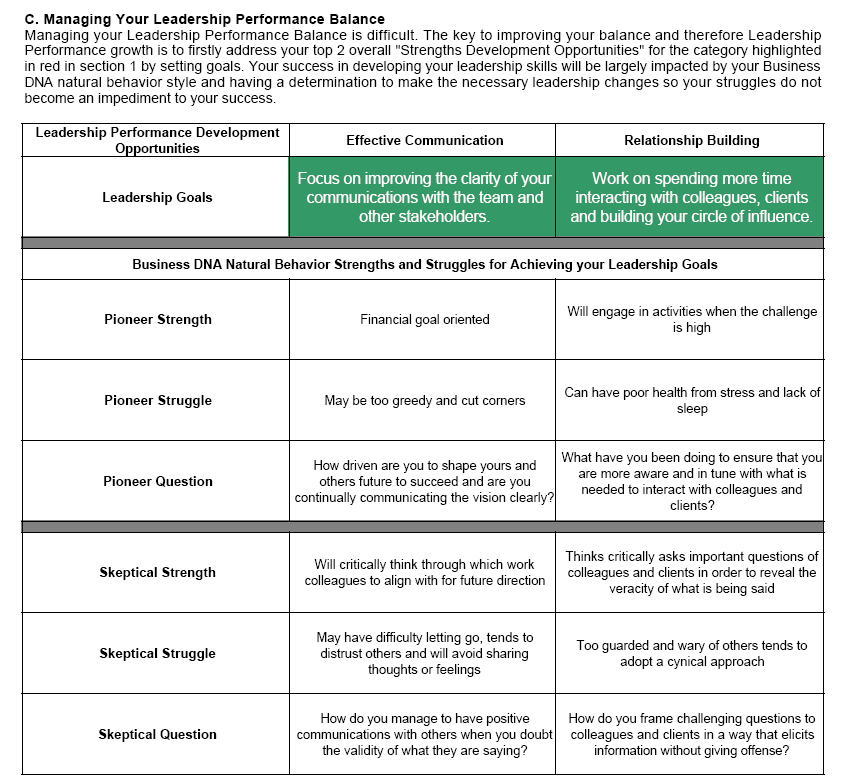 C. Managing Your Leadership Performance Balance
Managing your Leadership Performance Balance is difficult. The key to improving your balance and therefore Leadership
Performance growth is to firstly address your top 2 overall "Strengths Development Opportunities" for the category highlighted
in red in section 1 by setting goals. Your success in developing your leadership skills will be largely impacted by your Business
DNA natural behavior style and having a determination to make the necessary leadership changes so your struggles do not
become an impediment to your success.
Leadership Performance Development
Opportunities
Effective Communication
Relationship Building
Leadership Goals
Focus on improving the clarity of your
communications with the team and
other stakeholders.
Work on spending more time
interacting with colleagues, clients
and building your circle of influence.
Business DNA Natural Behavior Strengths and Struggles for Achieving your Leadership Goals
Pioneer Strength
Financial goal oriented
Will engage in activities when the challenge
is high
Pioneer Struggle
May be too greedy and cut corners
Can have poor health from stress and lack of
sleep
Pioneer Question
How driven are you to shape yours and
others future to succeed and are you
continually communicating the vision clearly?
What have you been doing to ensure that you
are more aware and in tune with what is
needed to interact with colleagues and
clients?
Skeptical Strength
Will critically think through which work
colleagues to align with for future direction
Thinks critically asks important questions of
colleagues and clients in order to reveal the
veracity of what is being said
Skeptical Struggle
May have difficulty letting go, tends to
distrust others and will avoid sharing
thoughts or feelings
Too guarded and wary of others tends to
adopt a cynical approach
Skeptical Question
How do you manage to have positive
communications with others when you doubt
the validity of what they are saying?
How do you frame challenging questions to
colleagues and clients in a way that elicits
information without giving offense?